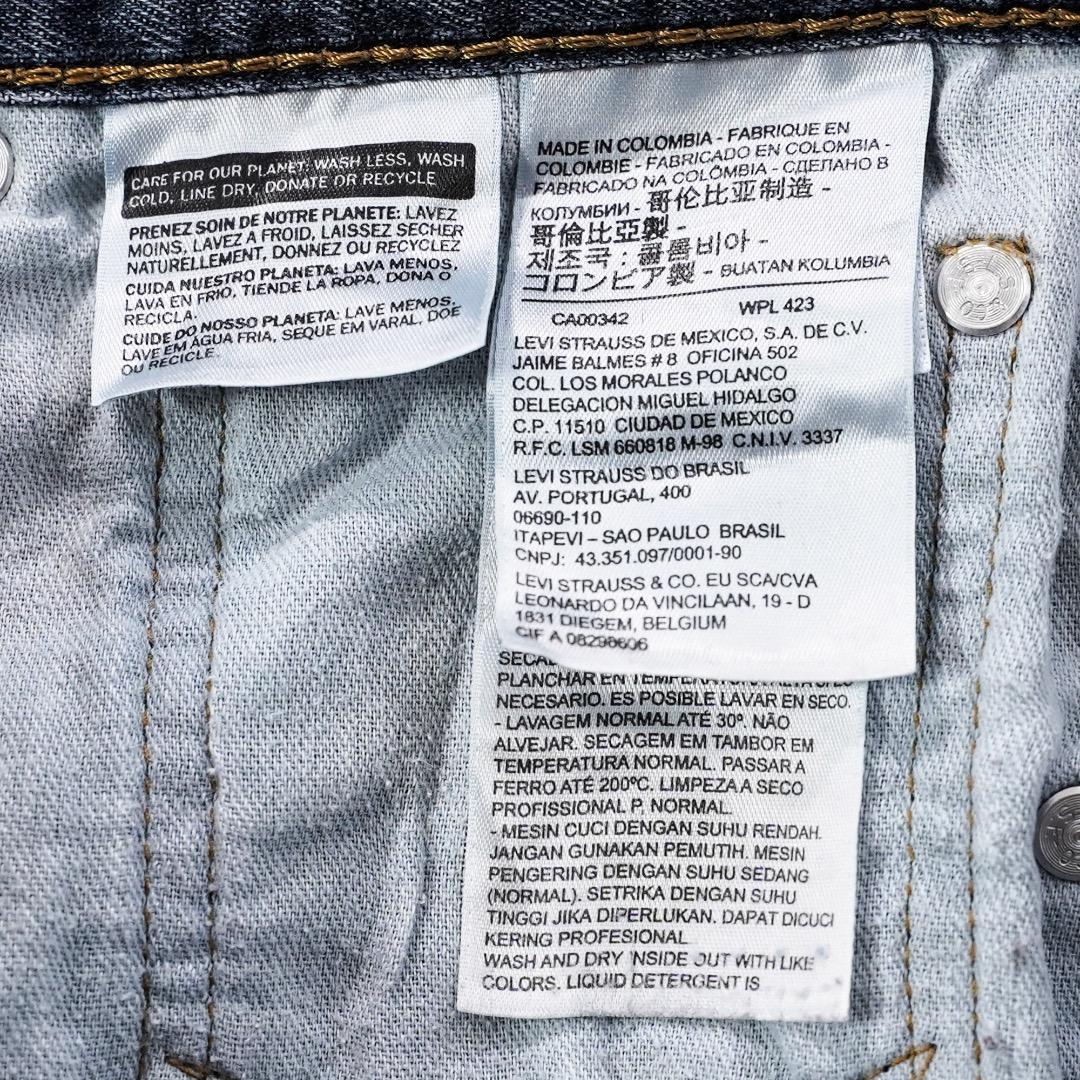 CARE FOR OUR PLANET: WASH LESS, WASH
COLD, LINE DRY, DONATE OR RECYCLE
PRENEZ SOIN DE NOTRE PLANETE: LAVEZ
MOINS, LAVEZ A FROID, LAISSEZ SECHER
NATURELLEMENT, DONNEZ OU RECYCLEZ
CUIDA NUESTRO PLANETA: LAVA MENOS,
LAVA EN FRIO, TIENDE LA ROPA, DONA O
RECICLA.
CUIDE DO NOSSO PLANETA: LAVE MENOS,
LAVE EM ÁGUA FRIA, SEQUE EM VARAL, DOE
OU RECICLE.
MADE IN COLOMBIA - FABRIQUE EN
COLOMBIE - FABRICADO EN COLOMBIA -
FABRICADO NA COLÔMBIA - СДЕЛАНО В
КОЛУМБИИ - 哥伦比亚制造 -
哥倫比亞製 -
제조국 : 콜롬비아 -
コロンビア製 - BUATAN KOLUMBIA
CA00342 WPL 423
LEVI STRAUSS DE MEXICO, S.A. DE C.V.
JAIME BALMES # 8 OFICINA 502
COL. LOS MORALES POLANCO
DELEGACION MIGUEL HIDALGO
C.P. 11510 CIUDAD DE MEXICO
R.F.C. LSM 660818 M-98 C.N.I.V. 3337
LEVI STRAUSS DO BRASIL
AV. PORTUGAL, 400
06690-110
ITAPEVI – SAO PAULO BRASIL
CNPJ: 43.351.097/0001-90
LEVI STRAUSS & CO. EU SCA/CVA
LEONARDO DA VINCILAAN, 19 - D
1831 DIEGEM, BELGIUM
CIF A 08298606
PLANCHAR EN
NECESARIO. ES POSIBLE LAVAR EN SECO.
- LAVAGEM NORMAL ATÉ 30º. NÃO
ALVEJAR. SECAGEM EM TAMBOR EM
TEMPERATURA NORMAL. PASSAR A
FERRO ATÉ 200ºC. LIMPEZA A SECO
PROFISSIONAL P. NORMAL.
- MESIN CUCI DENGAN SUHU RENDAH.
JANGAN GUNAKAN PEMUTIH. MESIN
PENGERING DENGAN SUHU SEDANG
(NORMAL). SETRIKA DENGAN SUHU
TINGGI JIKA DIPERLUKAN. DAPAT DICUCI
KERING PROFESIONAL
WASH AND DRY INSIDE OUT WITH LIKE
COLORS. LIQUID DETERGENT IS